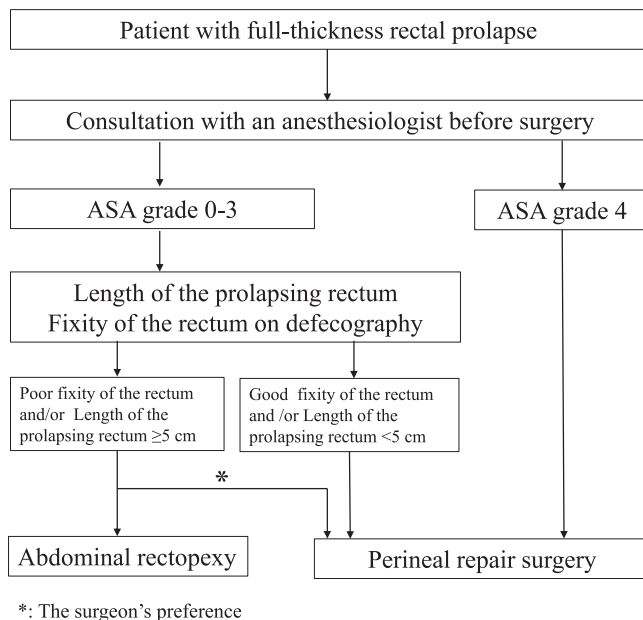 Patient with full-thickness rectal prolapse
Consultation with an anesthesiologist before surgery
ASA grade 0-3
ASA grade 4
Length of the prolapsing rectum
Fixity of the rectum on defecography
Poor fixity of the rectum
and/or Length of the
prolapsing rectum ≥5 cm
Good fixity of the rectum
and /or Length of the
prolapsing rectum <5 cm
*
Abdominal rectopexy
Perineal repair surgery
*: The surgeon's preference